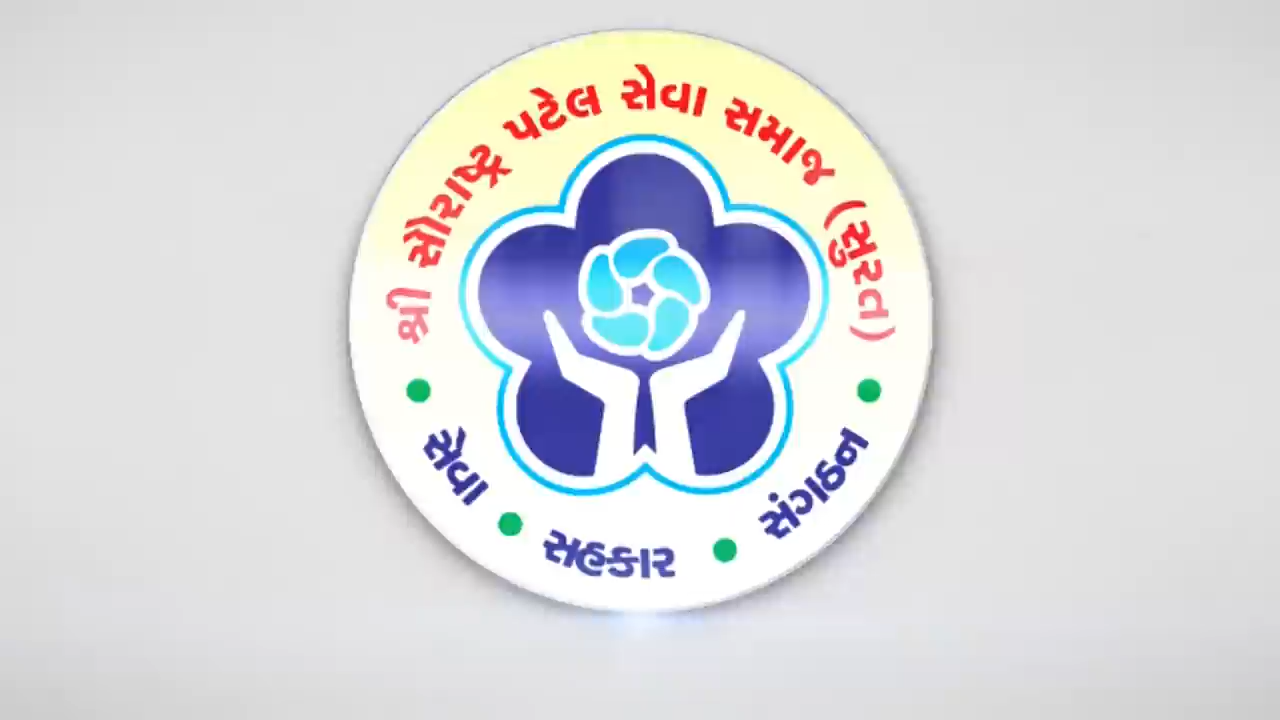 શ્રી સૌરાષ્ટ્ર પટેલ સેવા સમાજ (સુરત)
સેવા • સહકાર • સંગઠન